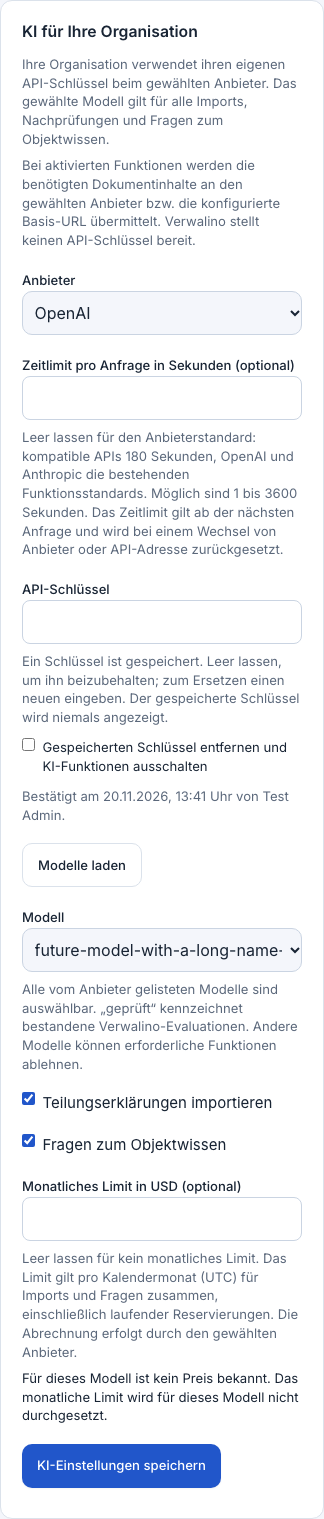 KI für Ihre Organisation
Ihre Organisation verwendet ihren eigenen
API-Schlüssel beim gewählten Anbieter. Das
gewählte Modell gilt für alle Imports,
Nachprüfungen und Fragen zum
Objektwissen.
Bei aktivierten Funktionen werden die
benötigten Dokumentinhalte an den
gewählten Anbieter bzw. die konfigurierte
Basis-URL übermittelt. Verwalino stellt
keinen API-Schlüssel bereit.
Anbieter
OpenAI
Zeitlimit pro Anfrage in Sekunden (optional)
Leer lassen für den Anbieterstandard:
kompatible APIs 180 Sekunden, OpenAI und
Anthropic die bestehenden
Funktionsstandards. Möglich sind 1 bis 3600
Sekunden. Das Zeitlimit gilt ab der nächsten
Anfrage und wird bei einem Wechsel von
Anbieter oder API-Adresse zurückgesetzt.
API-Schlüssel
Ein Schlüssel ist gespeichert. Leer lassen,
um ihn beizubehalten; zum Ersetzen einen
neuen eingeben. Der gespeicherte Schlüssel
wird niemals angezeigt.
Gespeicherten Schlüssel entfernen und
KI-Funktionen ausschalten
Bestätigt am 20.11.2026, 13:41 Uhr von Test
Admin.
Modelle laden
Modell
future-model-with-a-long-name-
Alle vom Anbieter gelisteten Modelle sind
auswählbar. „geprüft“ kennzeichnet
bestandene Verwalino-Evaluationen. Andere
Modelle können erforderliche Funktionen
ablehnen.
Teilungserklärungen importieren
Fragen zum Objektwissen
Monatliches Limit in USD (optional)
Leer lassen für kein monatliches Limit. Das
Limit gilt pro Kalendermonat (UTC) für
Imports und Fragen zusammen,
einschließlich laufender Reservierungen. Die
Abrechnung erfolgt durch den gewählten
Anbieter.
Für dieses Modell ist kein Preis bekannt. Das
monatliche Limit wird für dieses Modell nicht
durchgesetzt.
KI-Einstellungen speichern